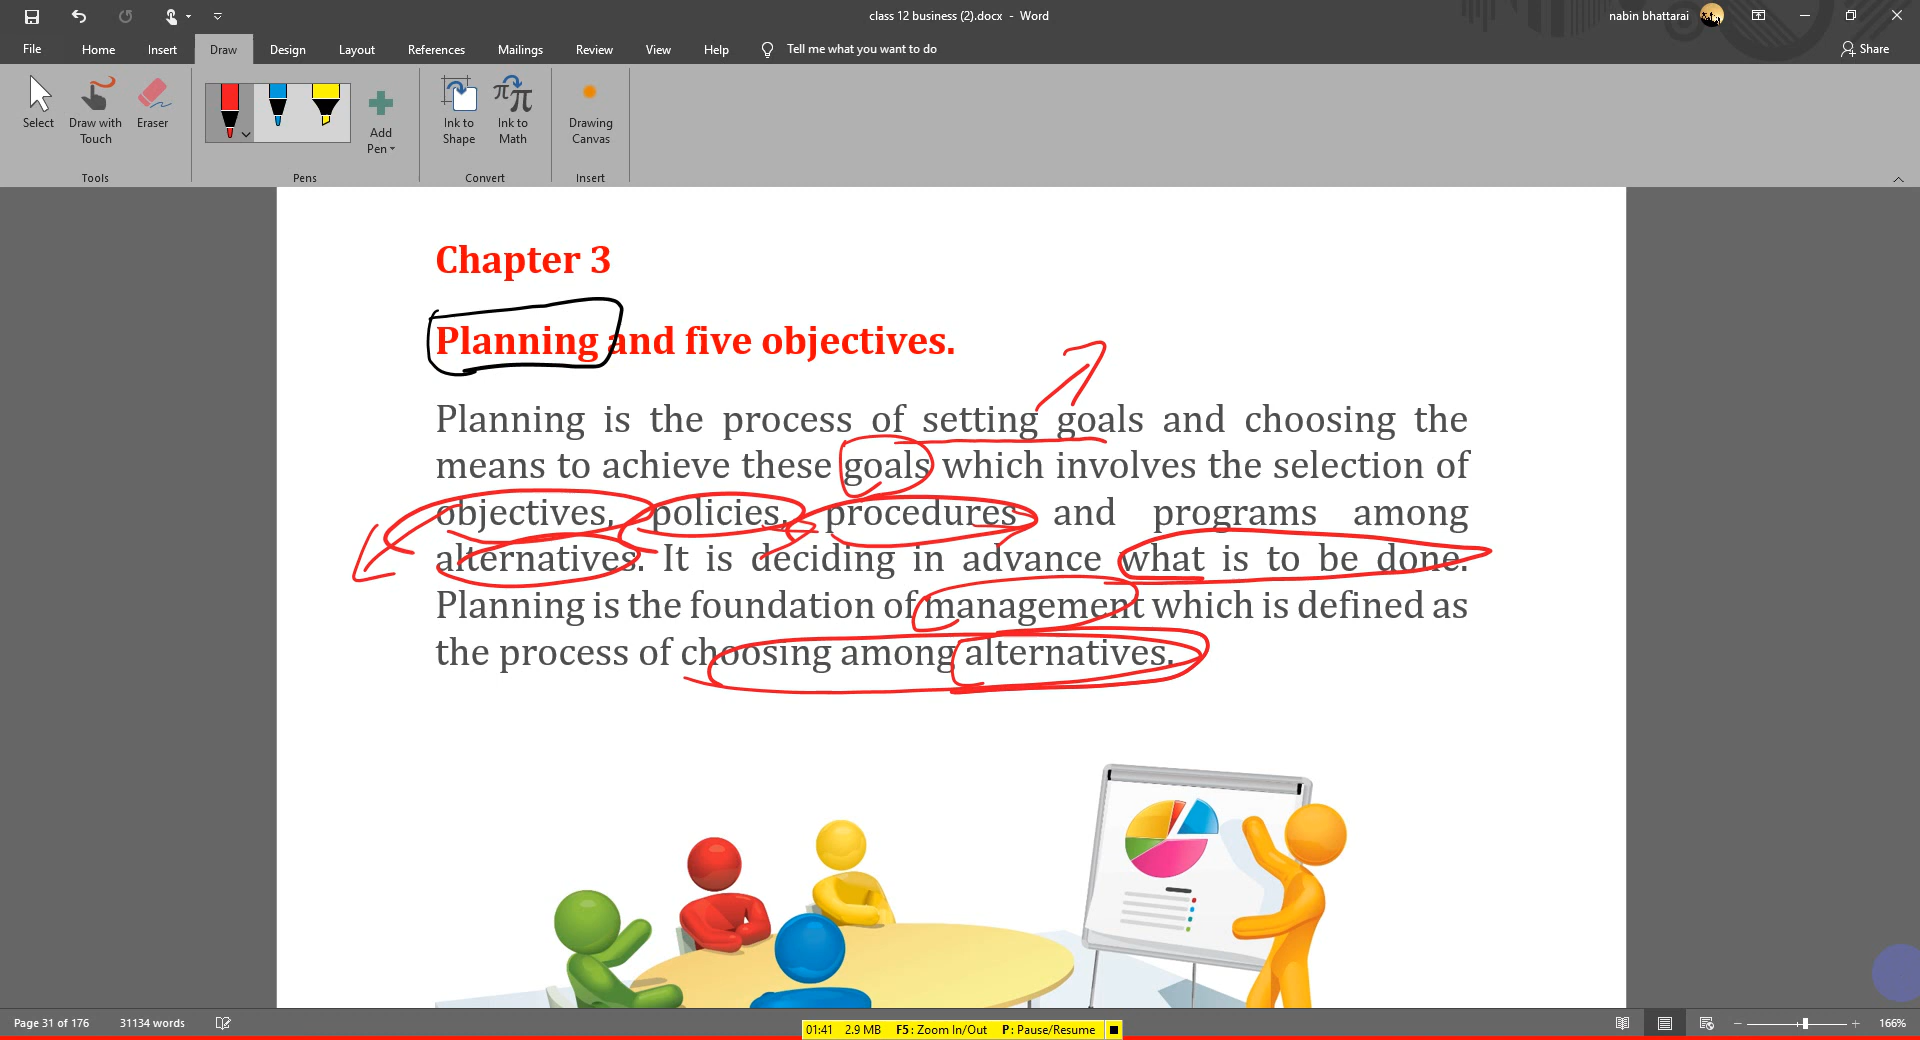 class 12 business (2).docx - Word
nabin bhattarai
File Home Insert Draw Design Layout References Mailings Review View Help Tell me what you want to do Share
Select Draw with Touch Eraser Add Pen Ink to Shape Ink to Math Drawing Canvas
Tools Pens Convert Insert
Chapter 3
Planning and five objectives.
Planning is the process of setting goals and choosing the
means to achieve these goals which involves the selection of
objectives, policies, procedures and programs among
alternatives. It is deciding in advance what is to be done.
Planning is the foundation of management which is defined as
the process of choosing among alternatives.
Page 31 of 176 31134 words 166%
01:41 2.9 MB F5: Zoom In/Out P: Pause/Resume